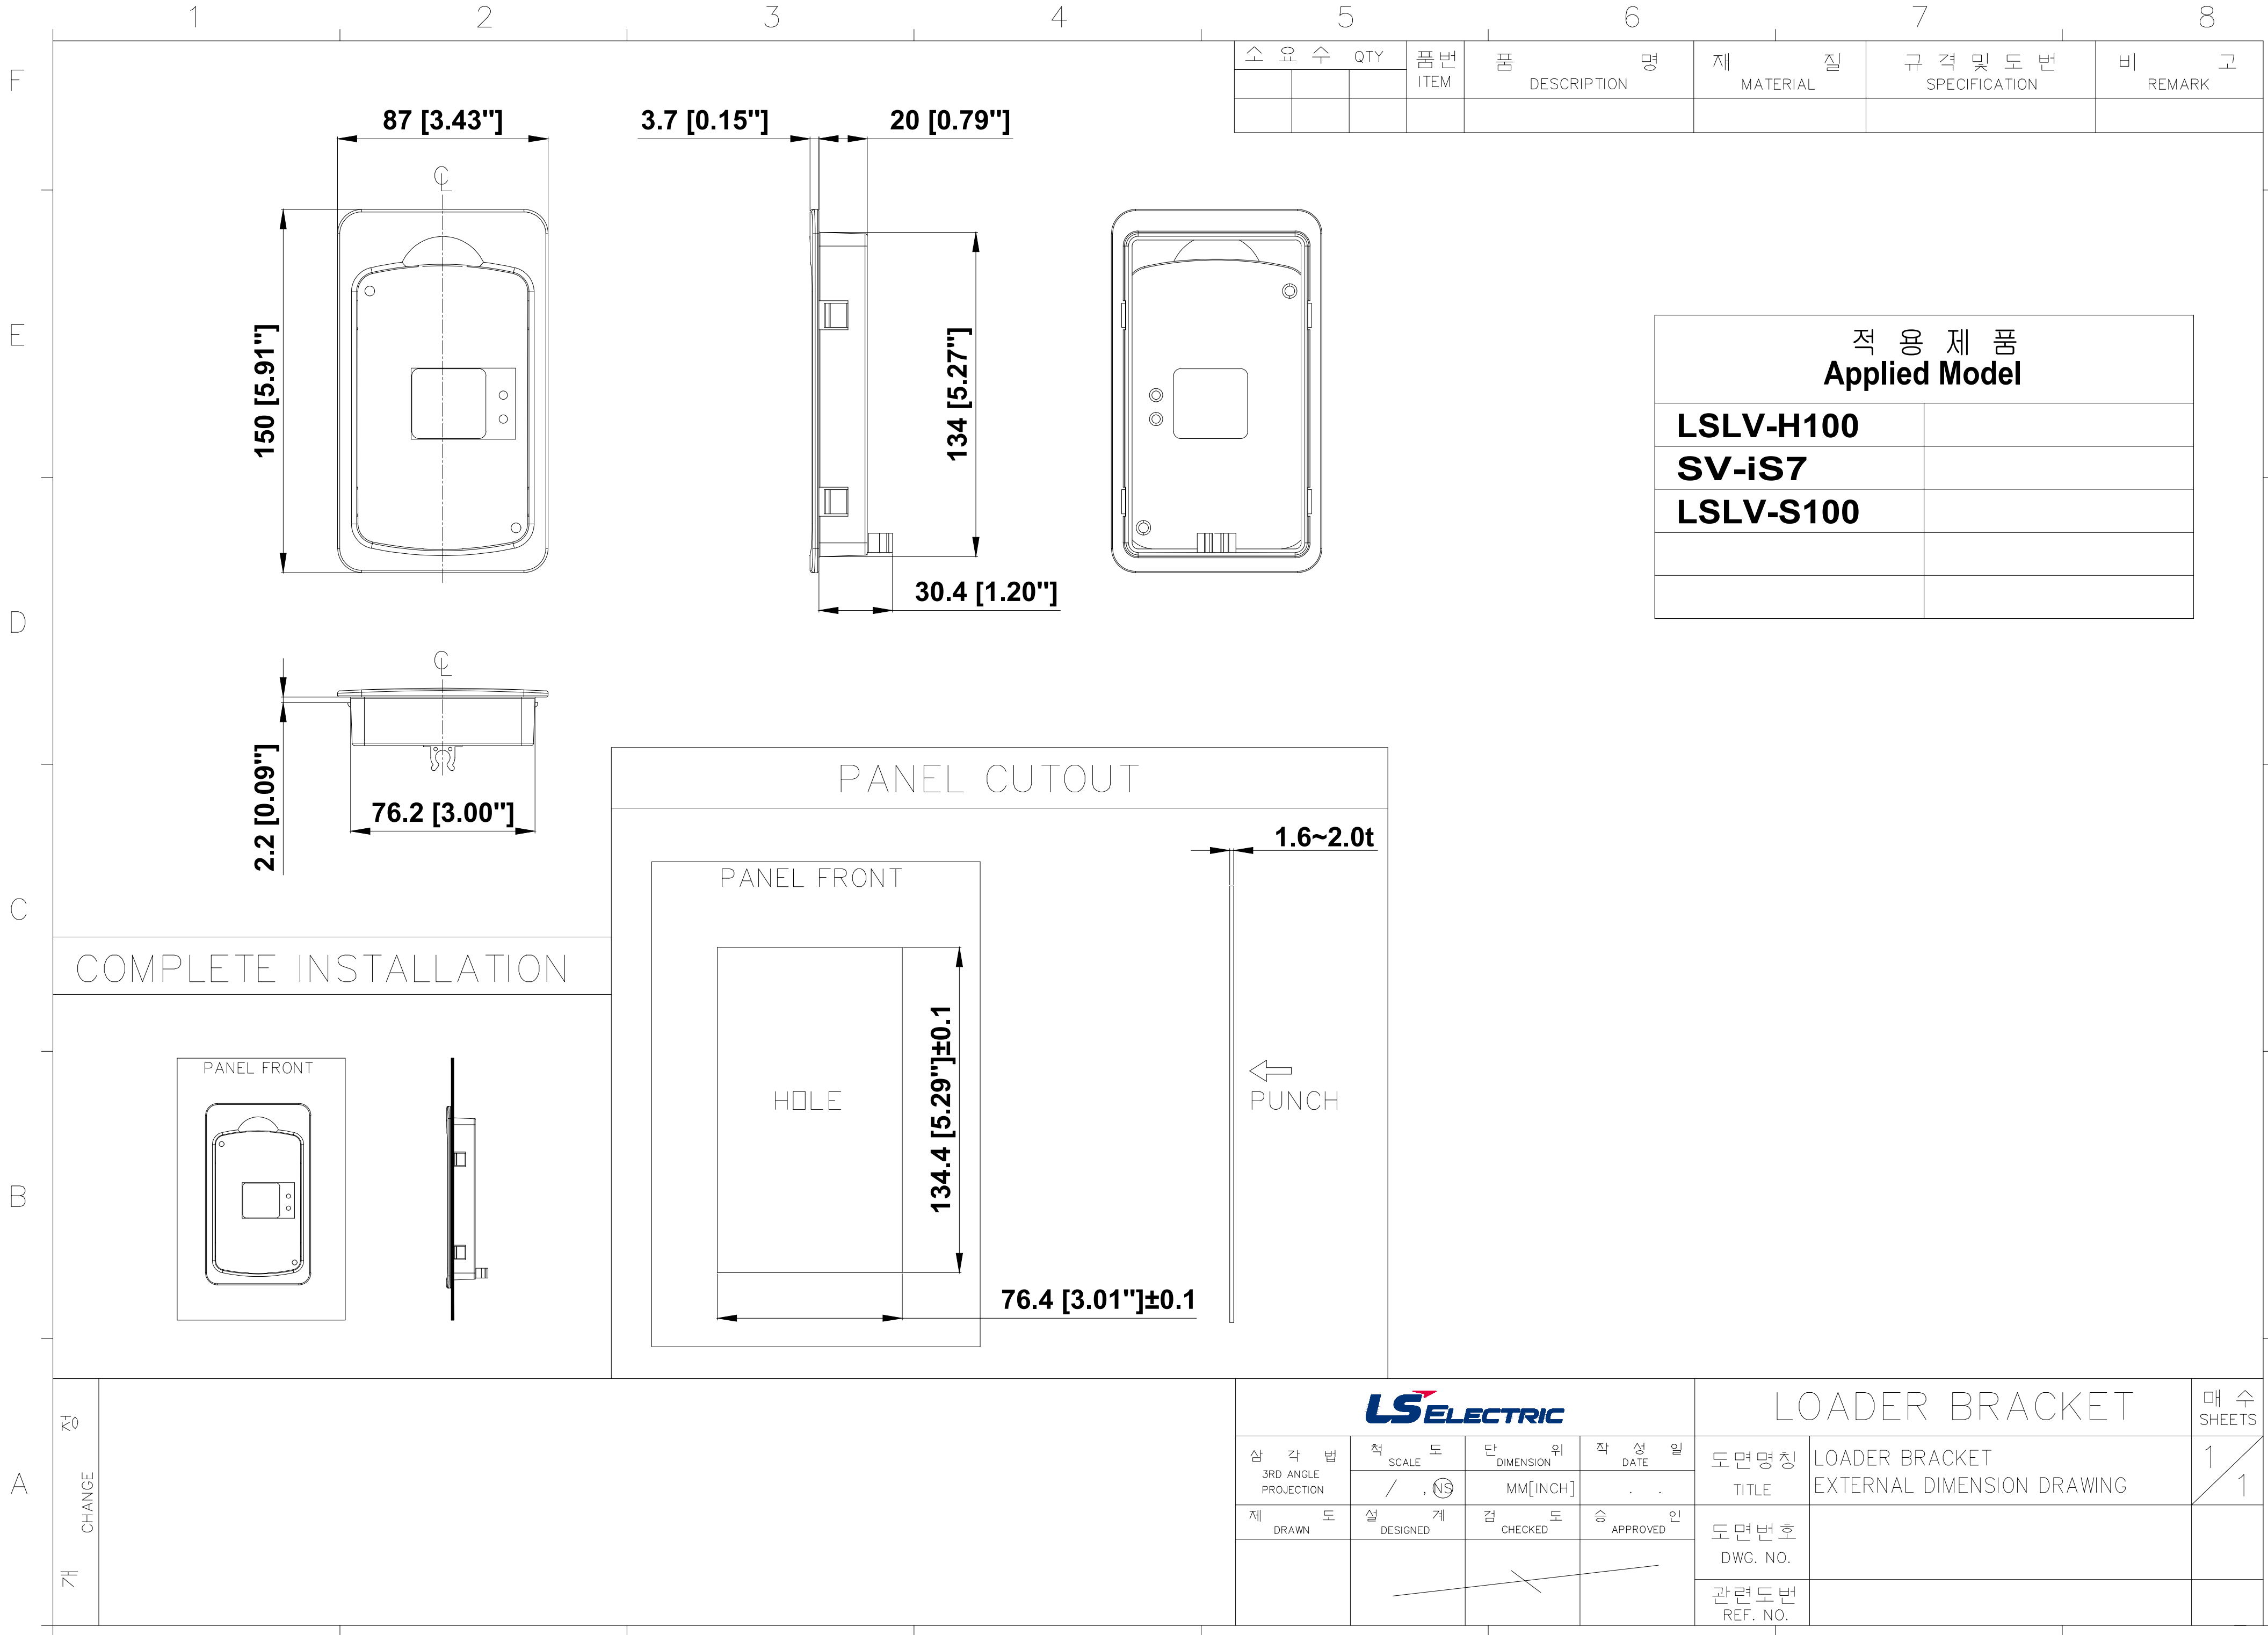 1 2 3 4 5 6 7 8
F
E
D
C
B
A
소 요 수 QTY
품번
ITEM
품 명
DESCRIPTION
재 질
MATERIAL
규 격 및 도 번
SPECIFICATION
비 고
REMARK
87 [3.43"]
3.7 [0.15"]
20 [0.79"]
150 [5.91"]
134 [5.27"]
30.4 [1.20"]
적 용 제 품
Applied Model
LSLV-H100
SV-iS7
LSLV-S100
2.2 [0.09"]
76.2 [3.00"]
PANEL CUTOUT
PANEL FRONT
1.6~2.0t
HOLE
134.4 [5.29"]±0.1
76.4 [3.01"]±0.1
PUNCH
COMPLETE INSTALLATION
PANEL FRONT
정
CHANGE
개
LS ELECTRIC
삼 각 법
3RD ANGLE
PROJECTION
척 도
SCALE
/ , NS
단 위
DIMENSION
MM[INCH]
작 성 일
DATE
. .
제 도
DRAWN
설 계
DESIGNED
검 도
CHECKED
승 인
APPROVED
LOADER BRACKET
매 수
SHEETS
도면명칭
TITLE
LOADER BRACKET
EXTERNAL DIMENSION DRAWING
1/1
도면번호
DWG. NO.
관련도번
REF. NO.